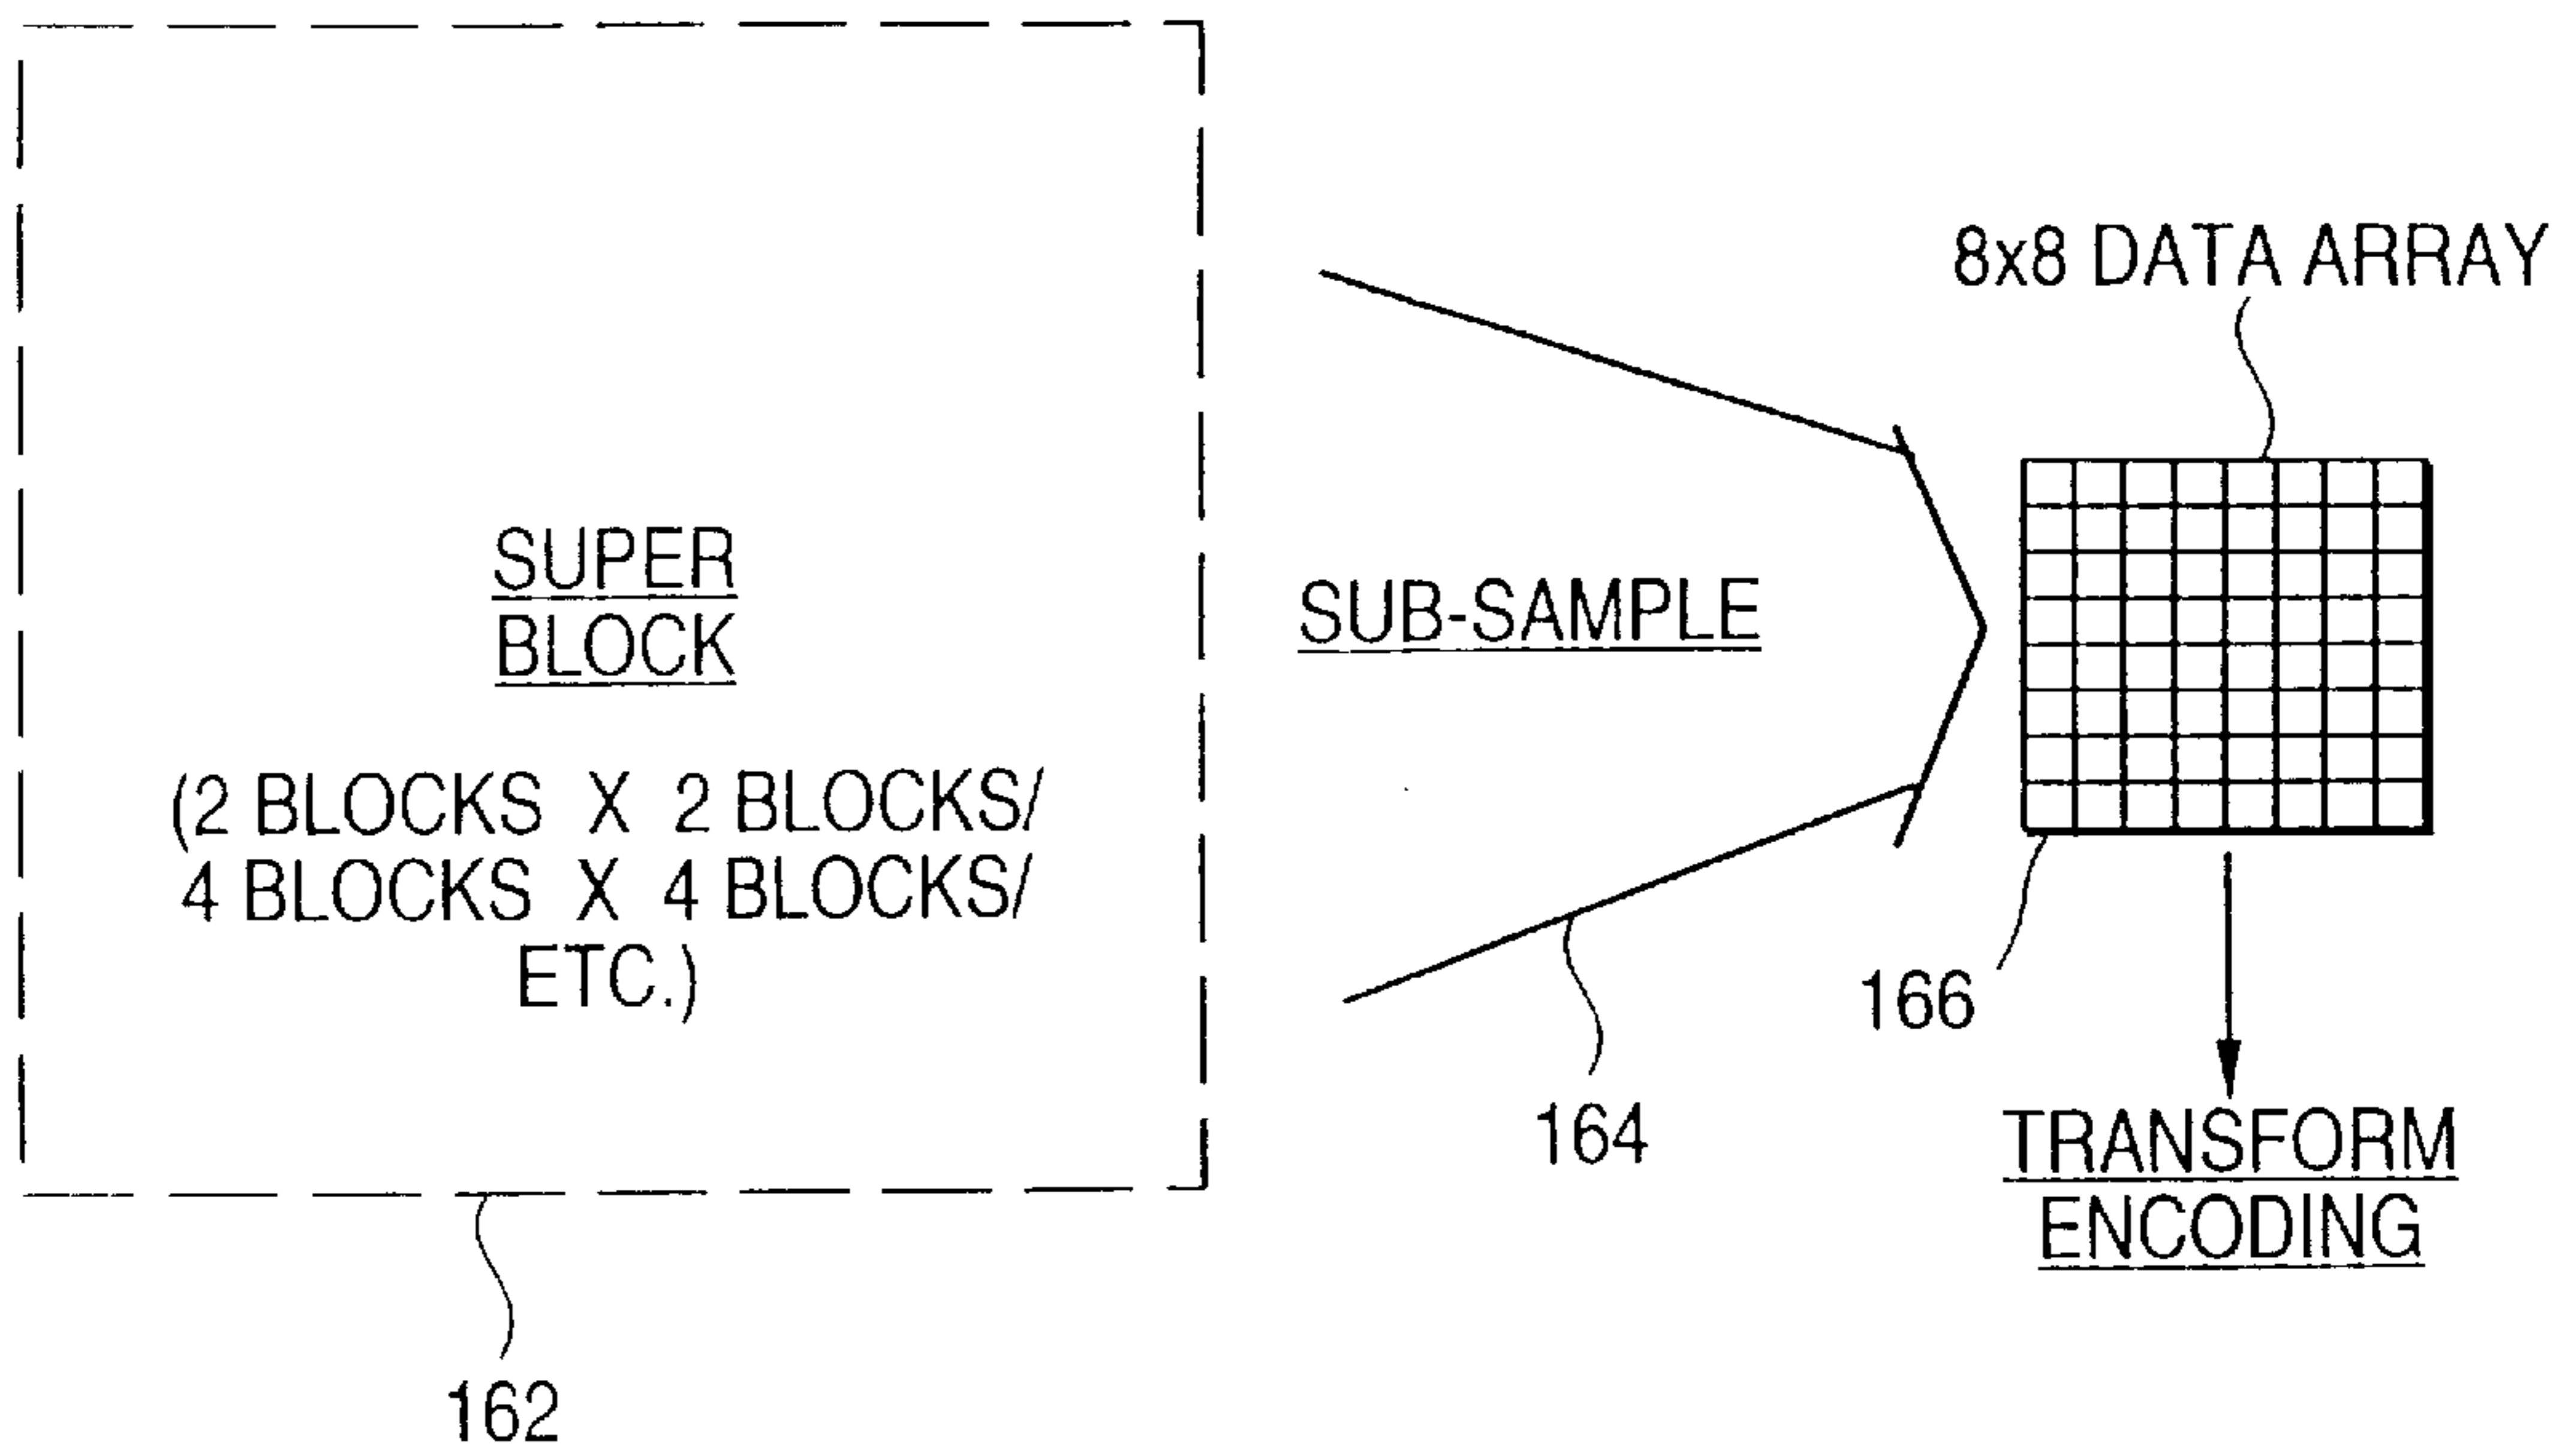 SUPER
BLOCK
(2 BLOCKS X 2 BLOCKS/
4 BLOCKS X 4 BLOCKS/
ETC.)
162
SUB-SAMPLE
164
8x8 DATA ARRAY
166
TRANSFORM
ENCODING